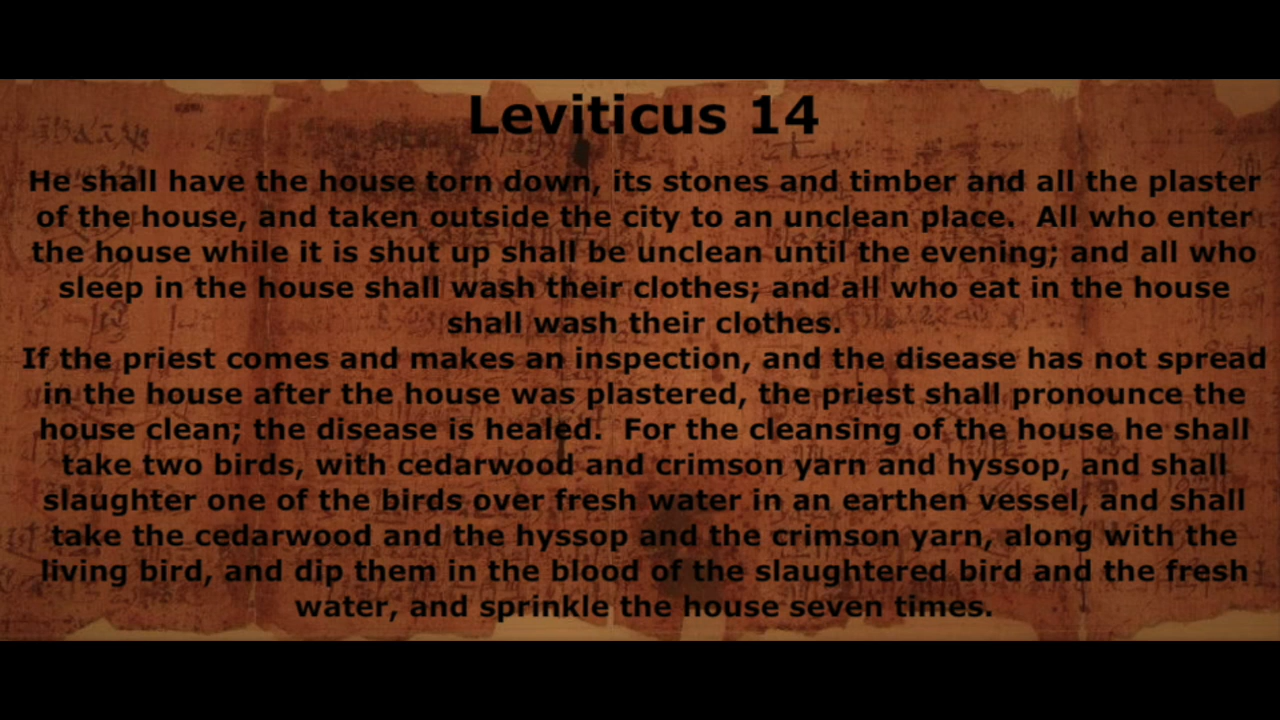 Leviticus 14
He shall have the house torn down, its stones and timber and all the plaster
of the house, and taken outside the city to an unclean place.  All who enter
the house while it is shut up shall be unclean until the evening; and all who
sleep in the house shall wash their clothes; and all who eat in the house
shall wash their clothes.
If the priest comes and makes an inspection, and the disease has not spread
in the house after the house was plastered, the priest shall pronounce the
house clean; the disease is healed.  For the cleansing of the house he shall
take two birds, with cedarwood and crimson yarn and hyssop, and shall
slaughter one of the birds over fresh water in an earthen vessel, and shall
take the cedarwood and the hyssop and the crimson yarn, along with the
living bird, and dip them in the blood of the slaughtered bird and the fresh
water, and sprinkle the house seven times.